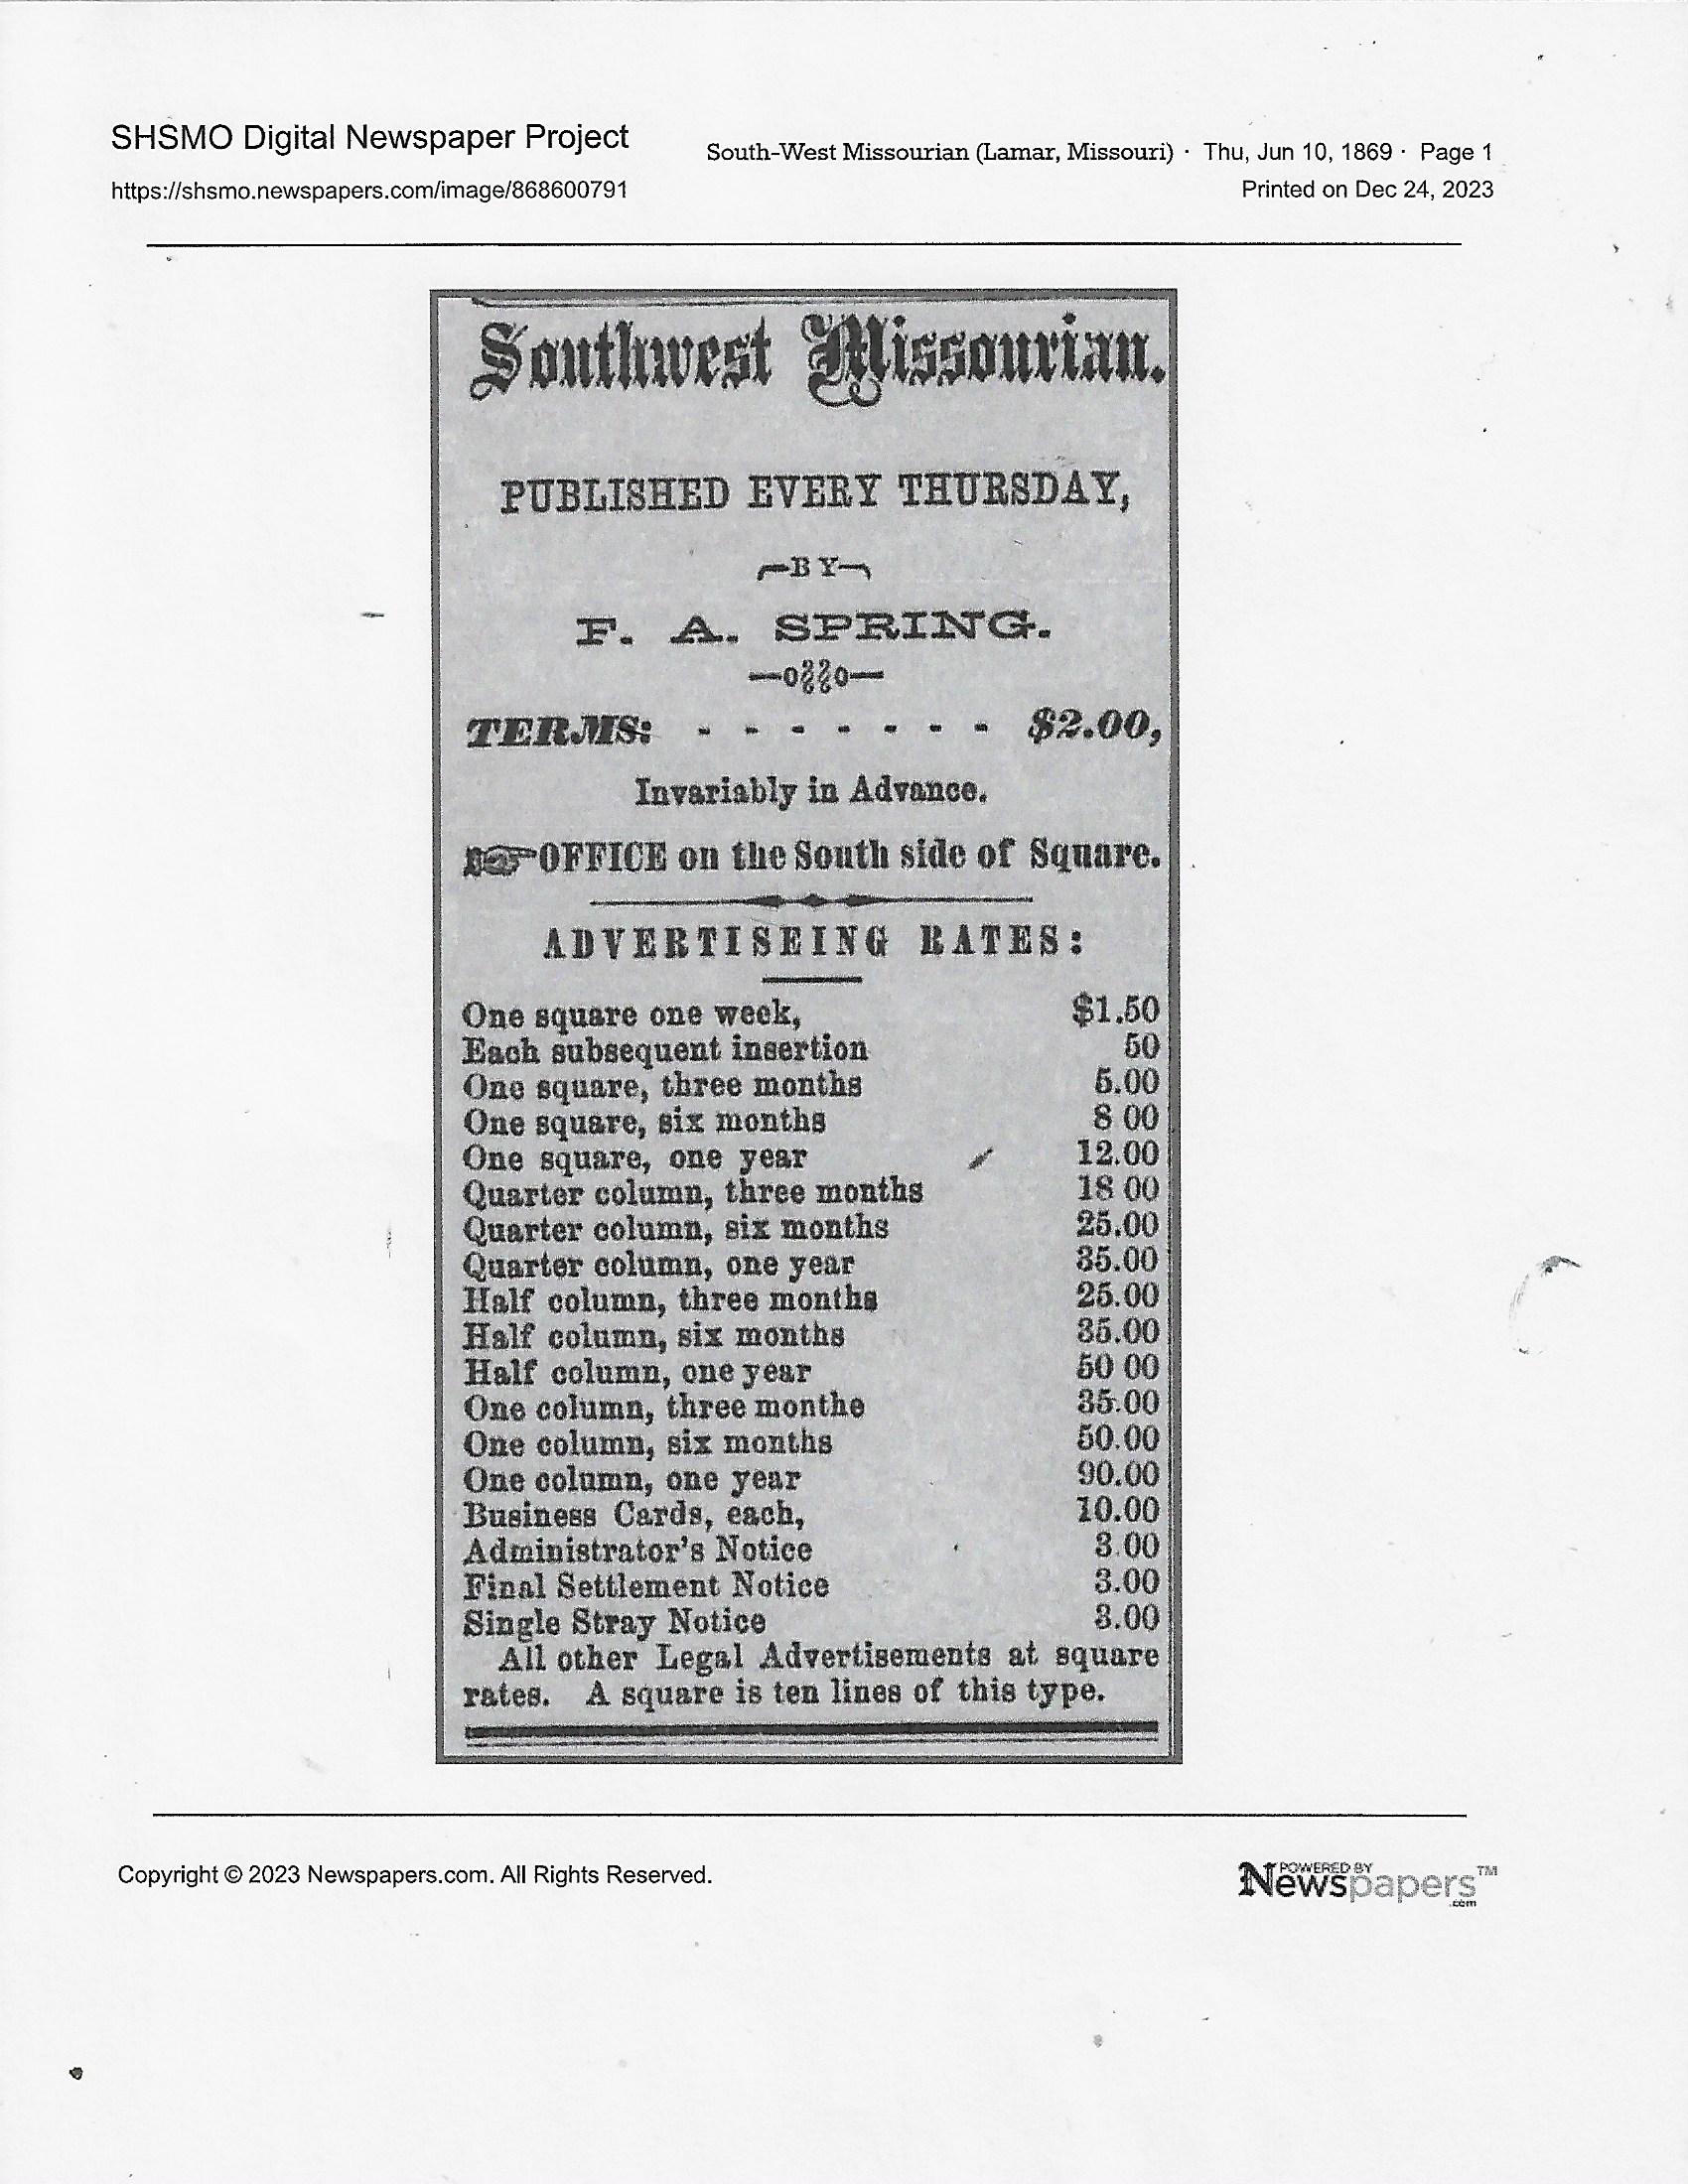 SHSMO Digital Newspaper Project
https://shsmo.newspapers.com/image/868600791
South-West Missourian (Lamar, Missouri) · Thu, Jun 10, 1869 · Page 1
Printed on Dec 24, 2023
Southwest Missourian.
PUBLISHED EVERY THURSDAY,
BY
F. A. SPRING.
TERMS: - - - - - - - $2.00,
Invariably in Advance.
☞OFFICE on the South side of Square.
ADVERTISEING RATES:
One square one week, $1.50
Each subsequent insertion 50
One square, three months 5.00
One square, six months 8 00
One square, one year 12.00
Quarter column, three months 18 00
Quarter column, six months 25.00
Quarter column, one year 35.00
Half column, three months 25.00
Half column, six months 35.00
Half column, one year 50 00
One column, three monthe 35.00
One column, six months 50.00
One column, one year 90.00
Business Cards, each, 10.00
Administrator's Notice 3.00
Final Settlement Notice 3.00
Single Stray Notice 3.00
All other Legal Advertisements at square
rates. A square is ten lines of this type.
Copyright © 2023 Newspapers.com. All Rights Reserved.
POWERED BY
Newspapers™
.com